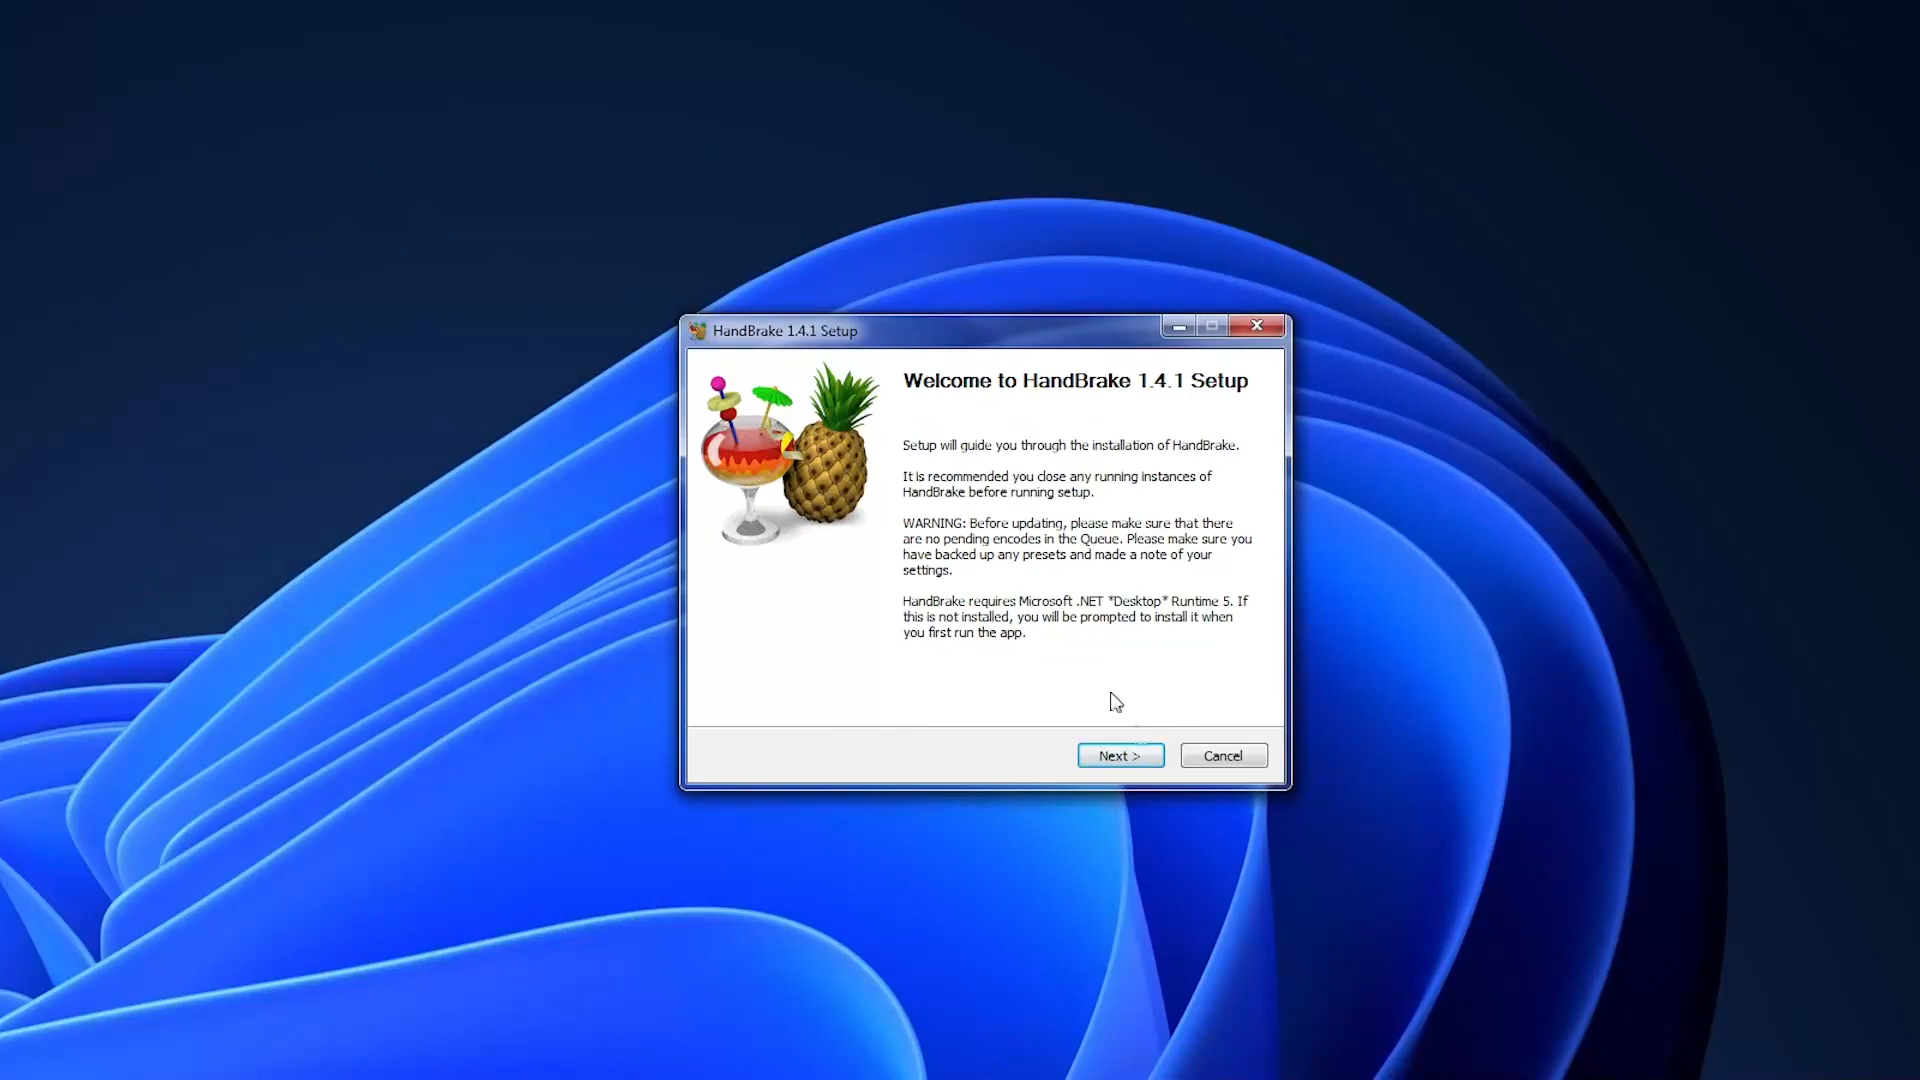 HandBrake 1.4.1 Setup
Welcome to HandBrake 1.4.1 Setup
Setup will guide you through the installation of HandBrake.
It is recommended you close any running instances of
HandBrake before running setup.
WARNING: Before updating, please make sure that there
are no pending encodes in the Queue. Please make sure you
have backed up any presets and made a note of your
settings.
HandBrake requires Microsoft .NET *Desktop* Runtime 5. If
this is not installed, you will be prompted to install it when
you first run the app.
Next >
Cancel